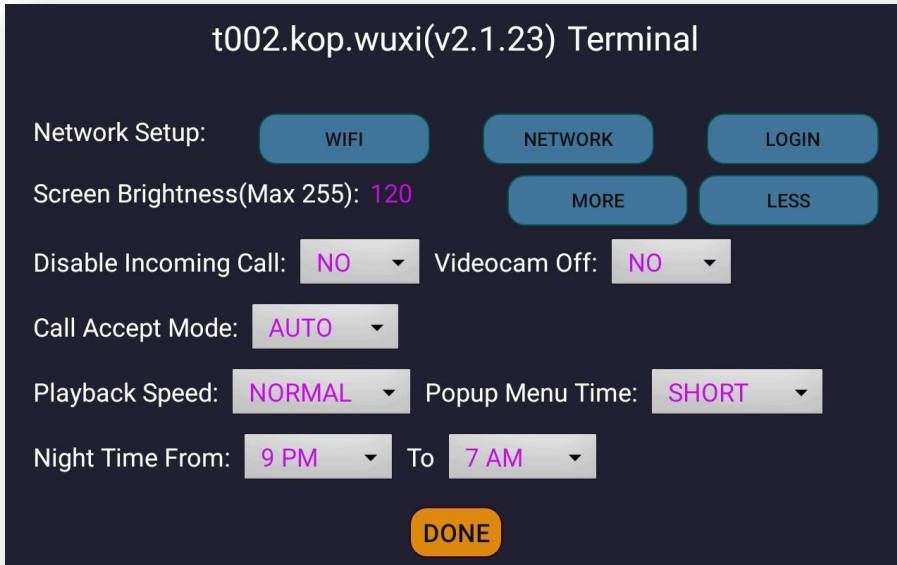 t002.kop.wuxi(v2.1.23) Terminal
Network Setup: WIFI NETWORK LOGIN
Screen Brightness(Max 255): 120 MORE LESS
Disable Incoming Call: NO Videocam Off: NO
Call Accept Mode: AUTO
Playback Speed: NORMAL Popup Menu Time: SHORT
Night Time From: 9 PM To 7 AM
DONE